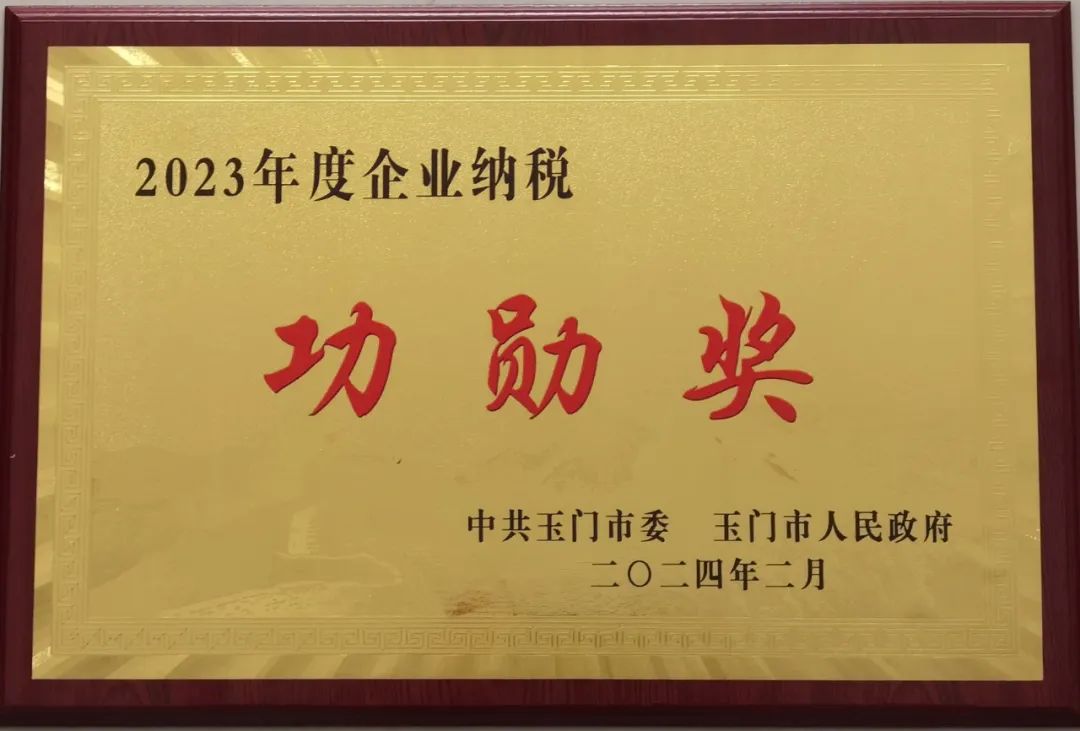 2023年度企业纳税
功勋奖
中共玉门市委 玉门市人民政府
二〇二四年二月